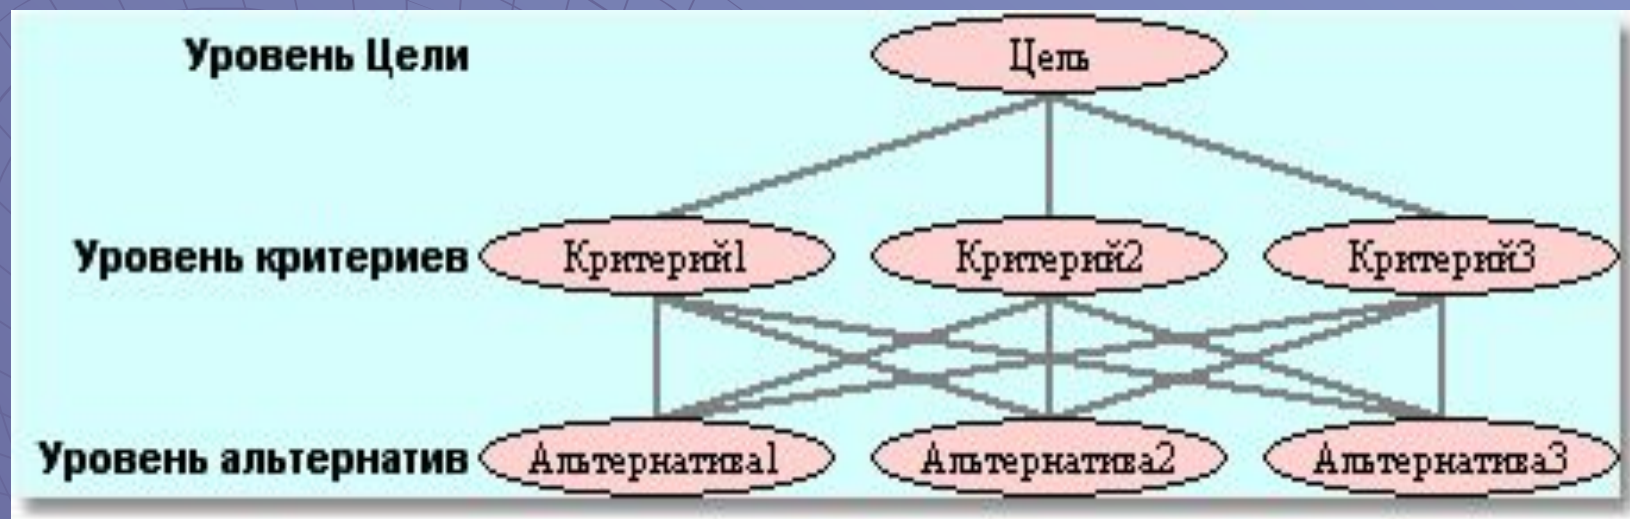 Уровень Цели Цель
Уровень критериев Критерий1 Критерий2 Критерий3
Уровень альтернатив Альтернатива1 Альтернатива2 Альтернатива3